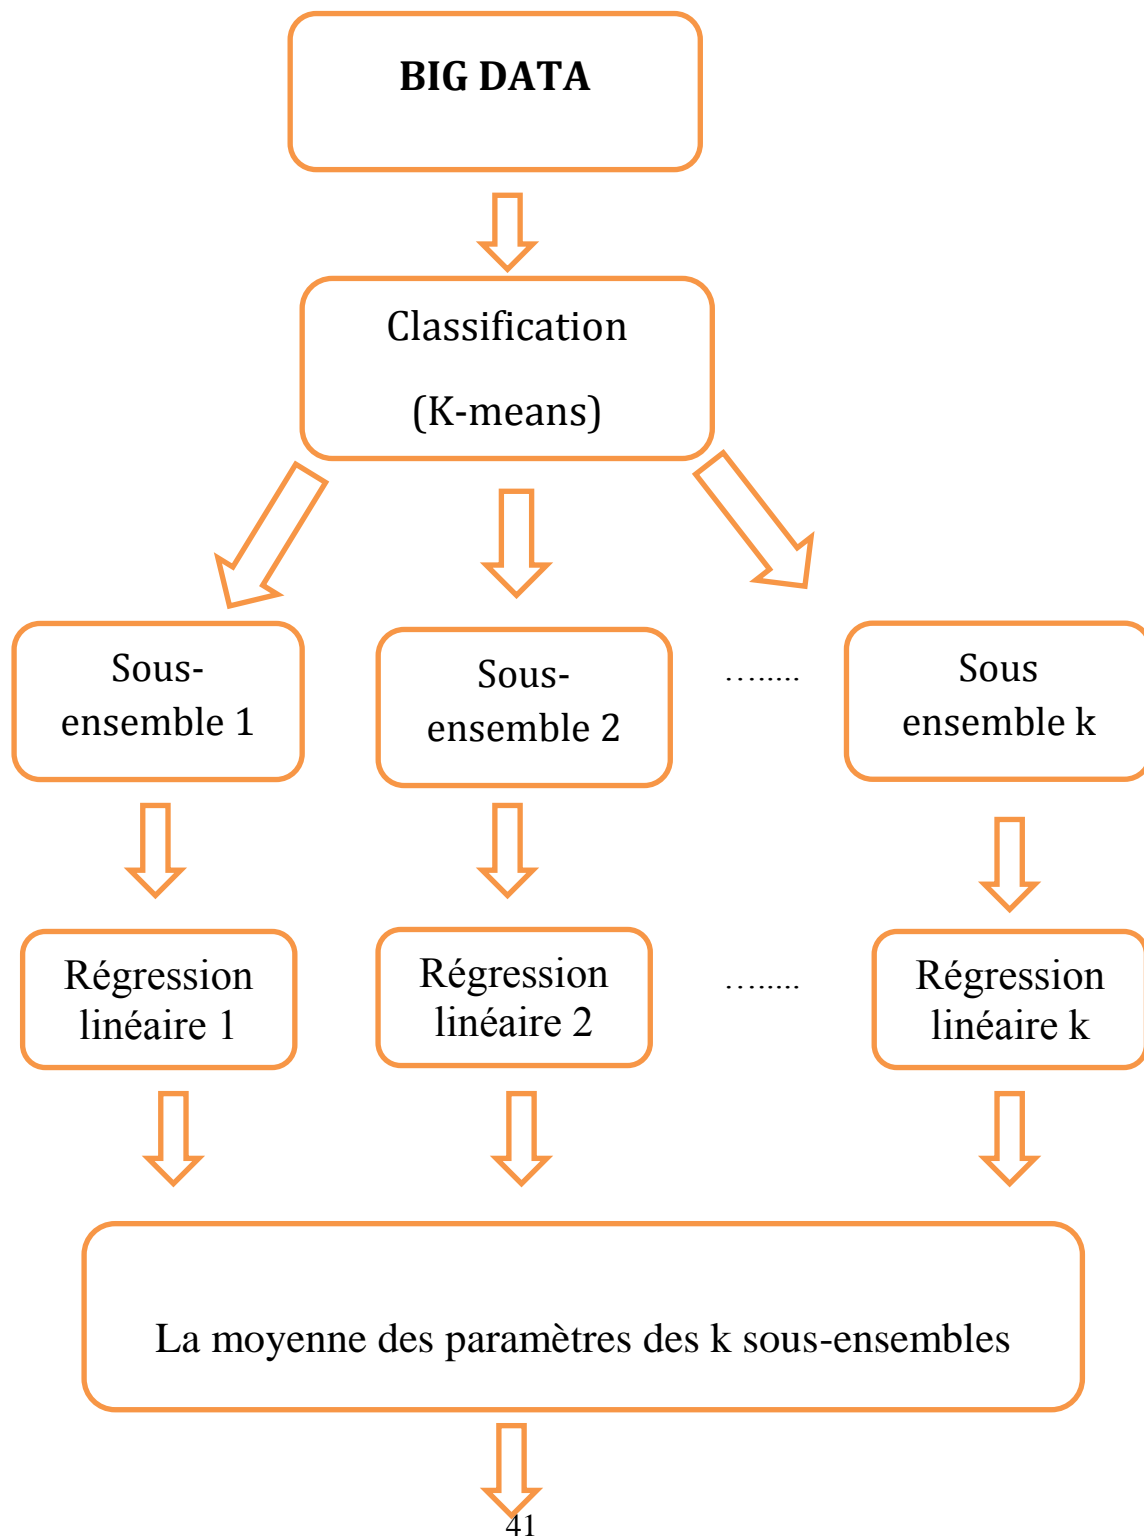 BIG DATA
Classification
(K-means)
Sous-
ensemble 1
Sous-
ensemble 2
….....
Sous
ensemble k
Régression
linéaire 1
Régression
linéaire 2
….....
Régression
linéaire k
La moyenne des paramètres des k sous-ensembles
41